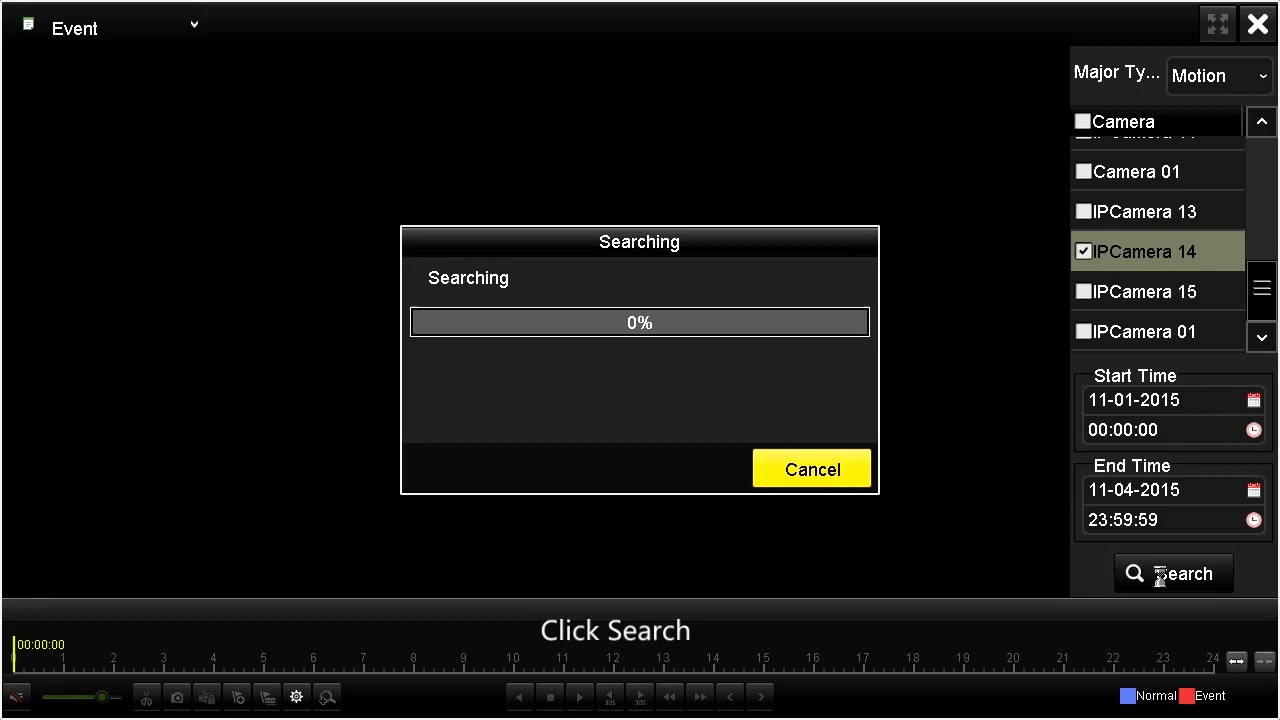 Event
Major Ty...
Motion
Camera
Camera 01
IPCamera 13
IPCamera 14
IPCamera 15
IPCamera 01
Searching
Searching
0%
Cancel
Start Time
11-01-2015
00:00:00
End Time
11-04-2015
23:59:59
Search
Click Search
00:00:00
1 2 3 4 5 6 7 8 9 10 11 12 13 14 15 16 17 18 19 20 21 22 23 24
30S 30S
Normal Event